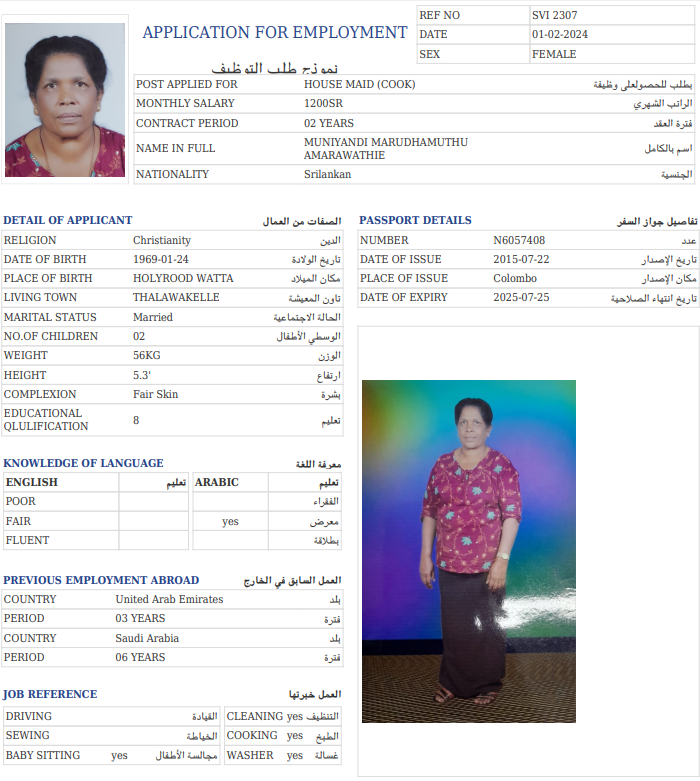 APPLICATION FOR EMPLOYMENT
نموذج طلب التوظيف
REF NO SVI 2307
DATE 01-02-2024
SEX FEMALE
POST APPLIED FOR HOUSE MAID (COOK) بطلب للحصولعلى وظيفة
MONTHLY SALARY 1200SR الراتب الشهري
CONTRACT PERIOD 02 YEARS فترة العقد
NAME IN FULL MUNIYANDI MARUDHAMUTHU AMARAWATHIE اسم بالكامل
NATIONALITY Srilankan الجنسية
DETAIL OF APPLICANT الصفات من العمال
RELIGION Christianity الدين
DATE OF BIRTH 1969-01-24 تاريخ الولادة
PLACE OF BIRTH HOLYROOD WATTA مكان الميلاد
LIVING TOWN THALAWAKELLE تاون المعيشة
MARITAL STATUS Married الحالة الاجتماعية
NO.OF CHILDREN 02 الوسطي الأطفال
WEIGHT 56KG الوزن
HEIGHT 5.3' ارتفاع
COMPLEXION Fair Skin بشرة
EDUCATIONAL QLULIFICATION 8 تعليم
PASSPORT DETAILS تفاصيل جواز السفر
NUMBER N6057408 عدد
DATE OF ISSUE 2015-07-22 تاريخ الإصدار
PLACE OF ISSUE Colombo مكان الإصدار
DATE OF EXPIRY 2025-07-25 تاريخ انتهاء الصلاحية
KNOWLEDGE OF LANGUAGE معرفة اللغة
ENGLISH تعليم ARABIC تعليم
POOR الفقراء
FAIR yes معرض
FLUENT بطلاقة
PREVIOUS EMPLOYMENT ABROAD العمل السابق في الخارج
COUNTRY United Arab Emirates بلد
PERIOD 03 YEARS فترة
COUNTRY Saudi Arabia بلد
PERIOD 06 YEARS فترة
JOB REFERENCE العمل خبرتها
DRIVING القيادة CLEANING yes التنظيف
SEWING الخياطة COOKING yes الطبخ
BABY SITTING yes مجالسة الأطفال WASHER yes غسالة